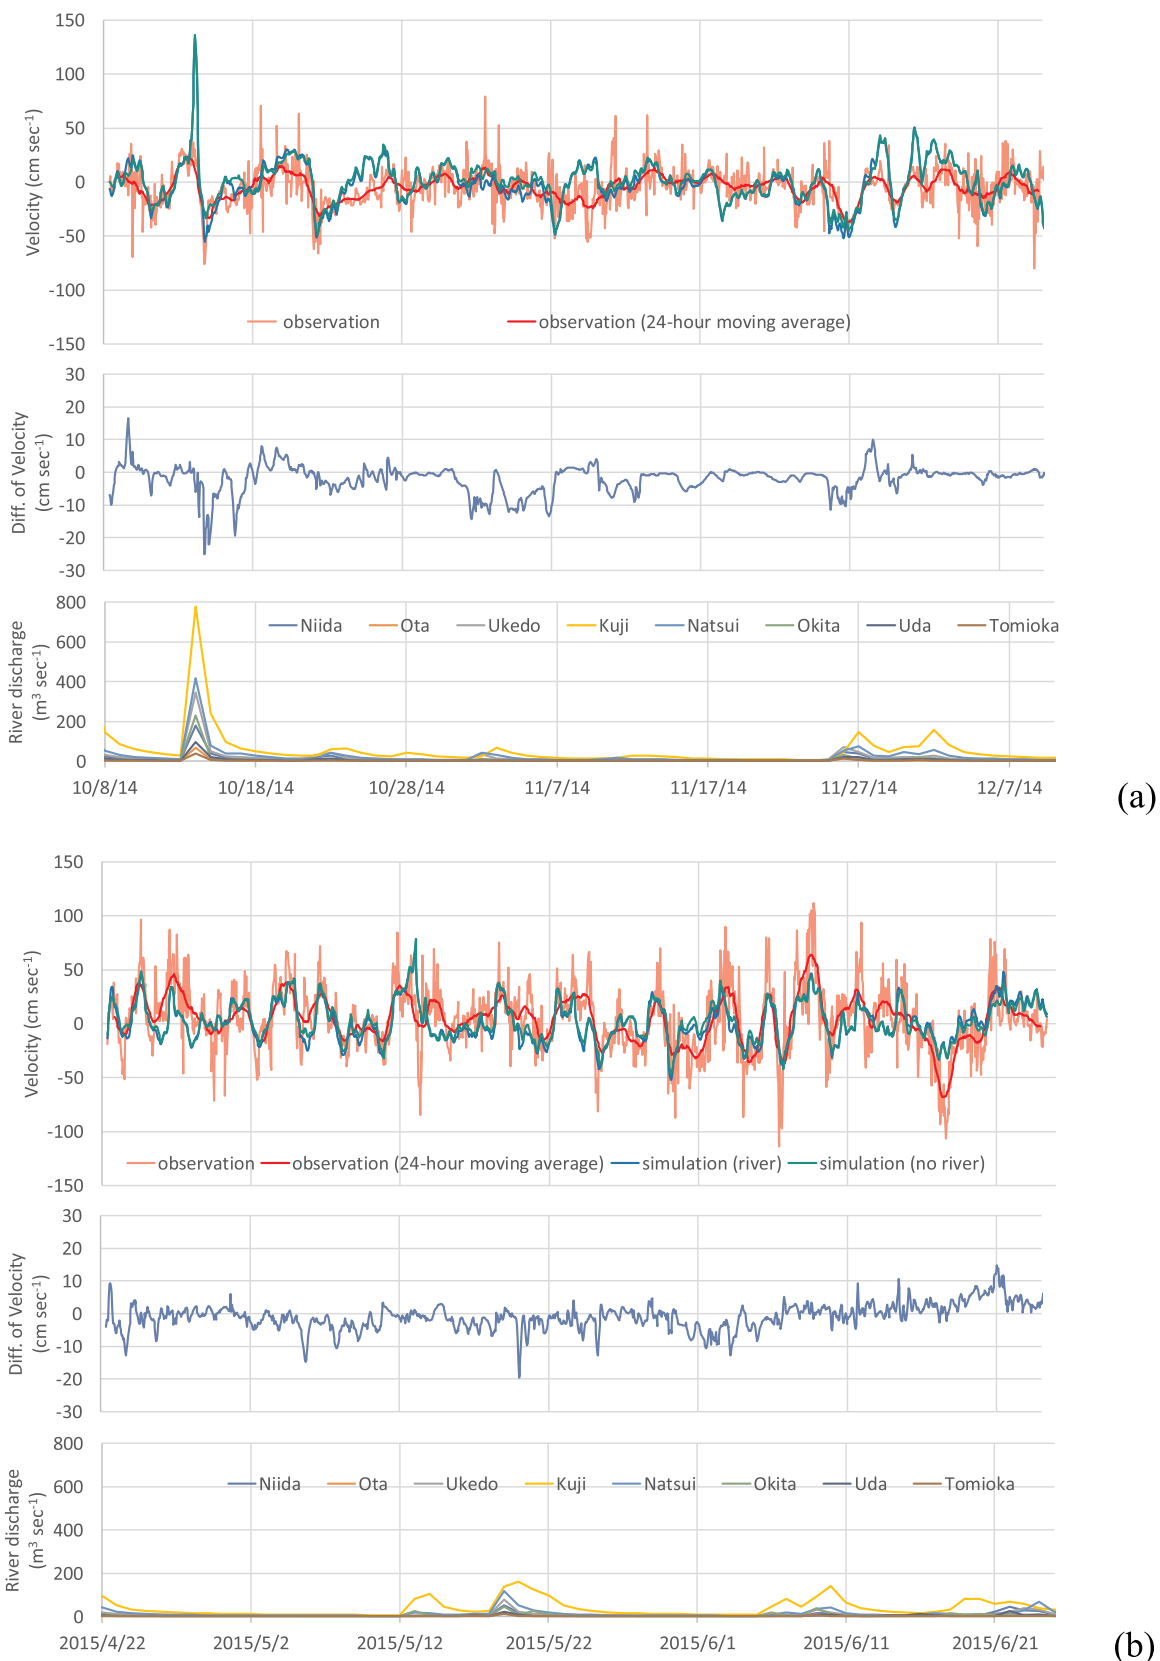 150
100
50
0
-50
-100
-150
Velocity (cm sec-1)
observation observation (24-hour moving average)
30
20
10
0
-10
-20
-30
Diff. of Velocity
(cm sec-1)
800
600
400
200
0
River discharge
(m3 sec-1)
Niida Ota Ukedo Kuji Natsui Okita Uda Tomioka
10/8/14 10/18/14 10/28/14 11/7/14 11/17/14 11/27/14 12/7/14
(a)
150
100
50
0
-50
-100
-150
Velocity (cm sec-1)
observation observation (24-hour moving average) simulation (river) simulation (no river)
30
20
10
0
-10
-20
-30
Diff. of Velocity
(cm sec-1)
800
600
400
200
0
River discharge
(m3 sec-1)
Niida Ota Ukedo Kuji Natsui Okita Uda Tomioka
2015/4/22 2015/5/2 2015/5/12 2015/5/22 2015/6/1 2015/6/11 2015/6/21
(b)